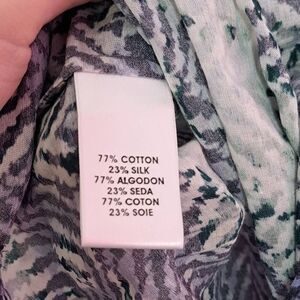 77% COTTON
23% SILK
77% ALGODON
23% SEDA
77% COTON
23% SOIE